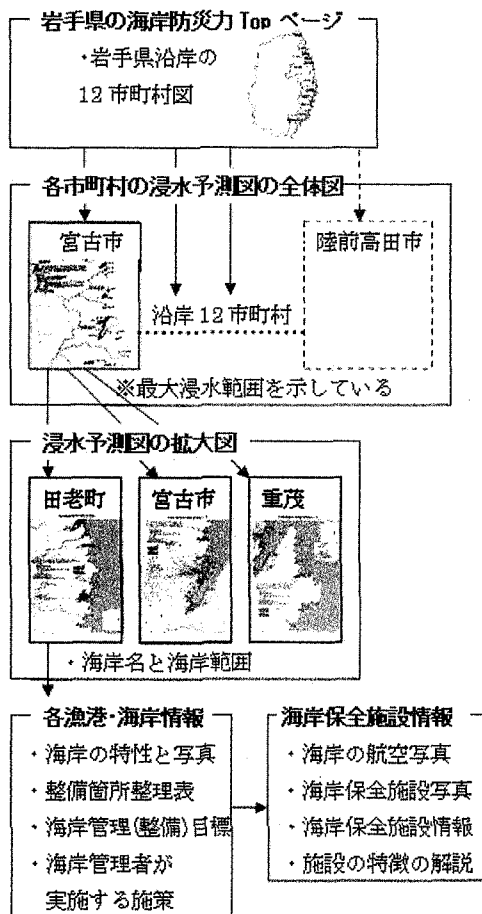 岩手県の海岸防災力 Top ページ
・岩手県沿岸の
12市町村図
各市町村の浸水予測図の全体図
宮古市
陸前高田市
沿岸12市町村
※最大浸水範囲を示している
浸水予測図の拡大図
田老町
宮古市
重茂
・海岸名と海岸範囲
各漁港・海岸情報
・海岸の特性と写真
・整備箇所整理表
・海岸管理(整備)目標
・海岸管理者が
実施する施策
海岸保全施設情報
・海岸の航空写真
・海岸保全施設写真
・海岸保全施設情報
・施設の特徴の解説